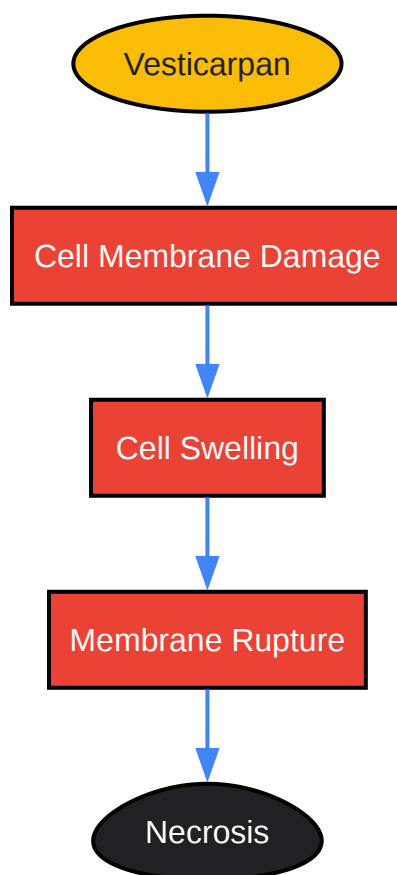 Vesticarpan
Cell Membrane Damage
Cell Swelling
Membrane Rupture
Necrosis